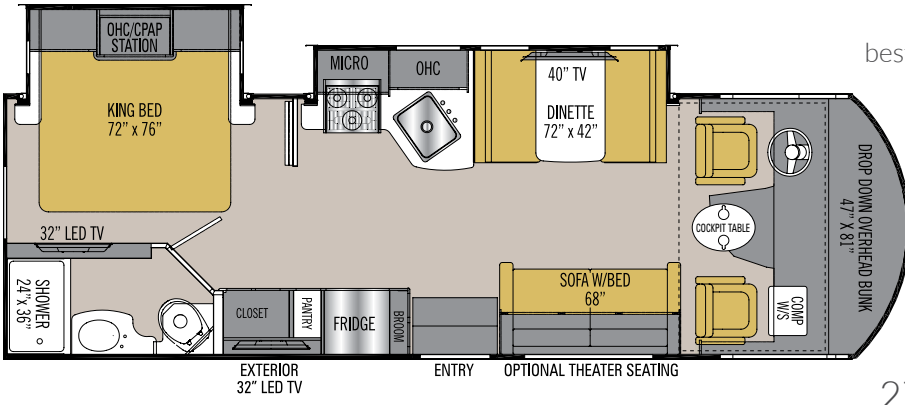 OHC/CPAP
STATION
KING BED
72” x 76”
32” LED TV
SHOWER
24”x 36”
MICRO
OHC
40” TV
DINETTE
72” x 42”
bes
COCKPIT TABLE
DROP DOWN OVERHEAD BUNK
47” X 81”
COMP
W/S
SOFA W/BED
68”
CLOSET
PANTRY
FRIDGE
BROOM
EXTERIOR
32” LED TV
ENTRY
OPTIONAL THEATER SEATING